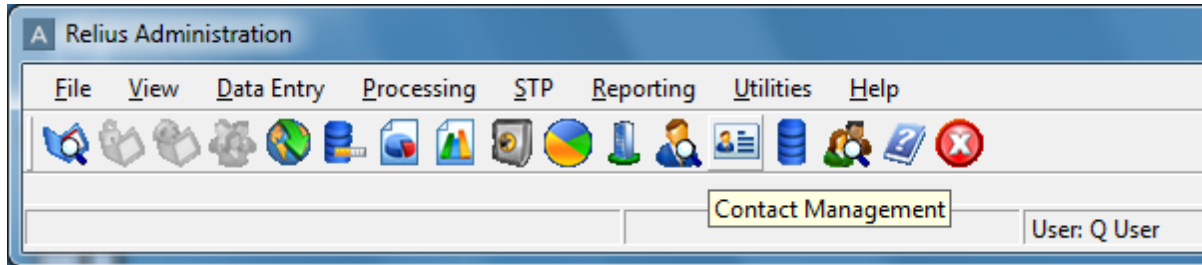 A Relius Administration
File View Data Entry Processing STP Reporting Utilities Help
Contact Management
User: Q User